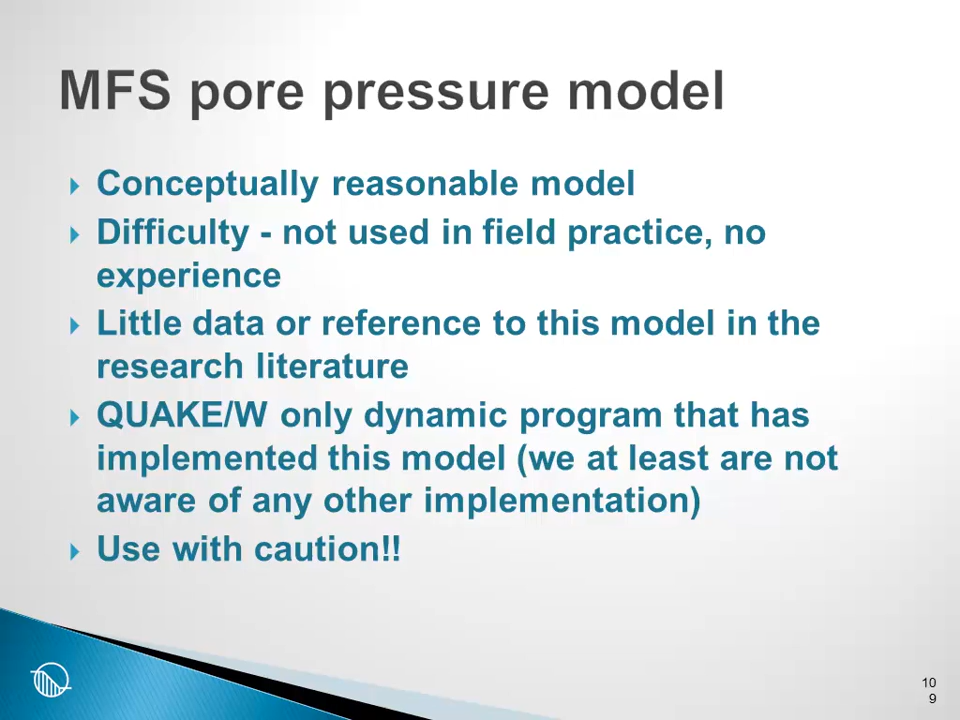 MFS pore pressure model
Conceptually reasonable model
Difficulty - not used in field practice, no
experience
Little data or reference to this model in the
research literature
QUAKE/W only dynamic program that has
implemented this model (we at least are not
aware of any other implementation)
Use with caution!!
10
9